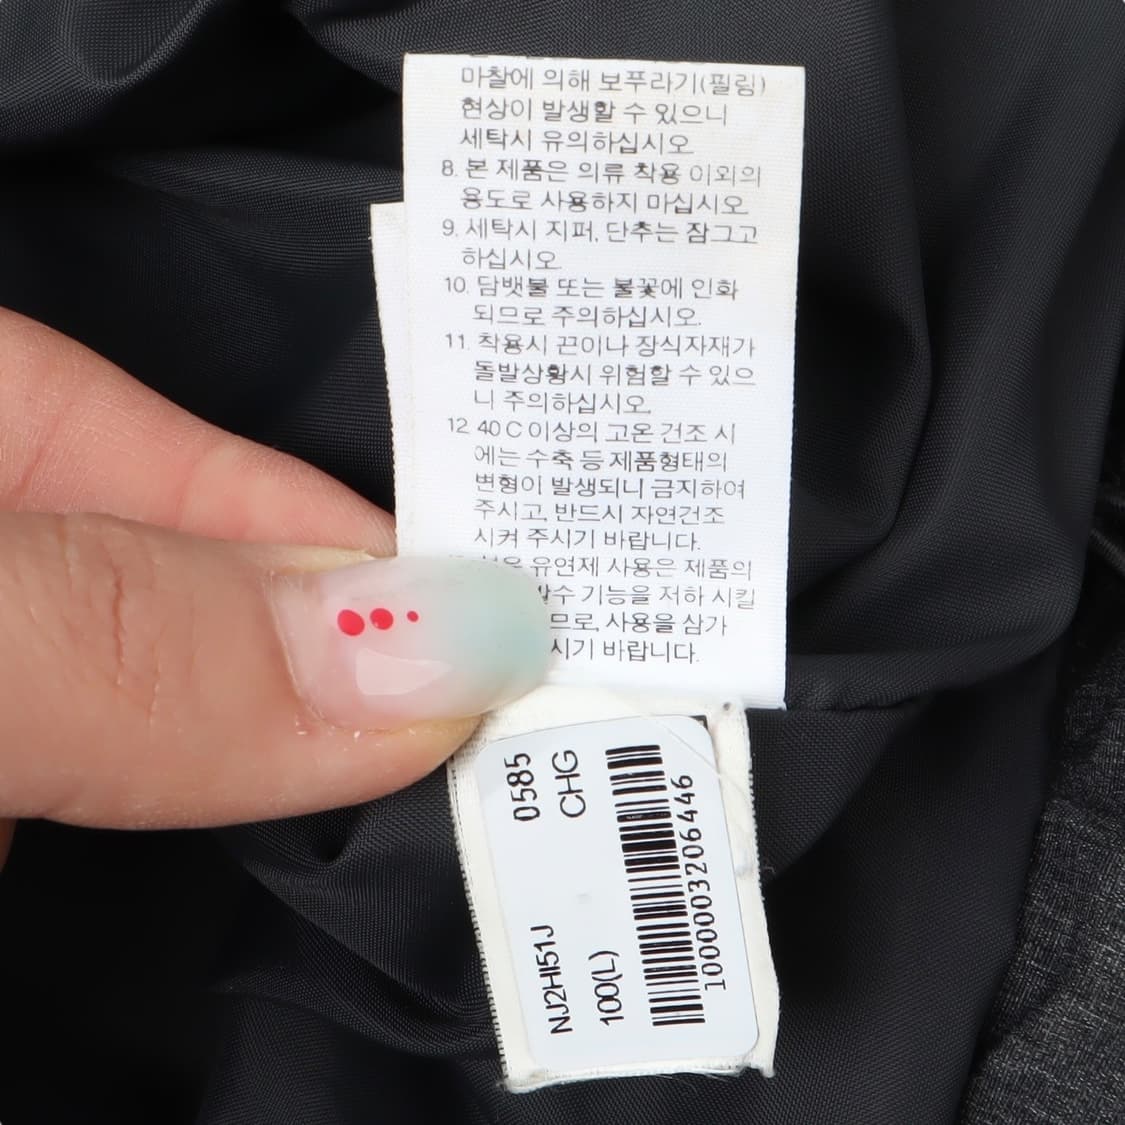 마찰에 의해 보푸라기(필링)
현상이 발생할 수 있으니
세탁시 유의하십시오
8. 본 제품은 의류 착용 이외의
용도로 사용하지 마십시오
9. 세탁시 지퍼, 단추는 잠그고
하십시오
10. 담뱃불 또는 불꽃에 인화
되므로 주의하십시오.
11. 착용시 끈이나 장식자재가
돌발상황시 위험할 수 있으
니 주의하십시오.
12. 40 C 이상의 고온 건조 시
에는 수축 등 제품형태의
변형이 발생되니 금지하여
주시고, 반드시 자연건조
시켜 주시기 바랍니다.
유연제 사용은 제품의
기능을 저하 시킬
므로, 사용을 삼가
시기 바랍니다.
0585
CHG
NJ2HI51J
100(L)
1000003206446